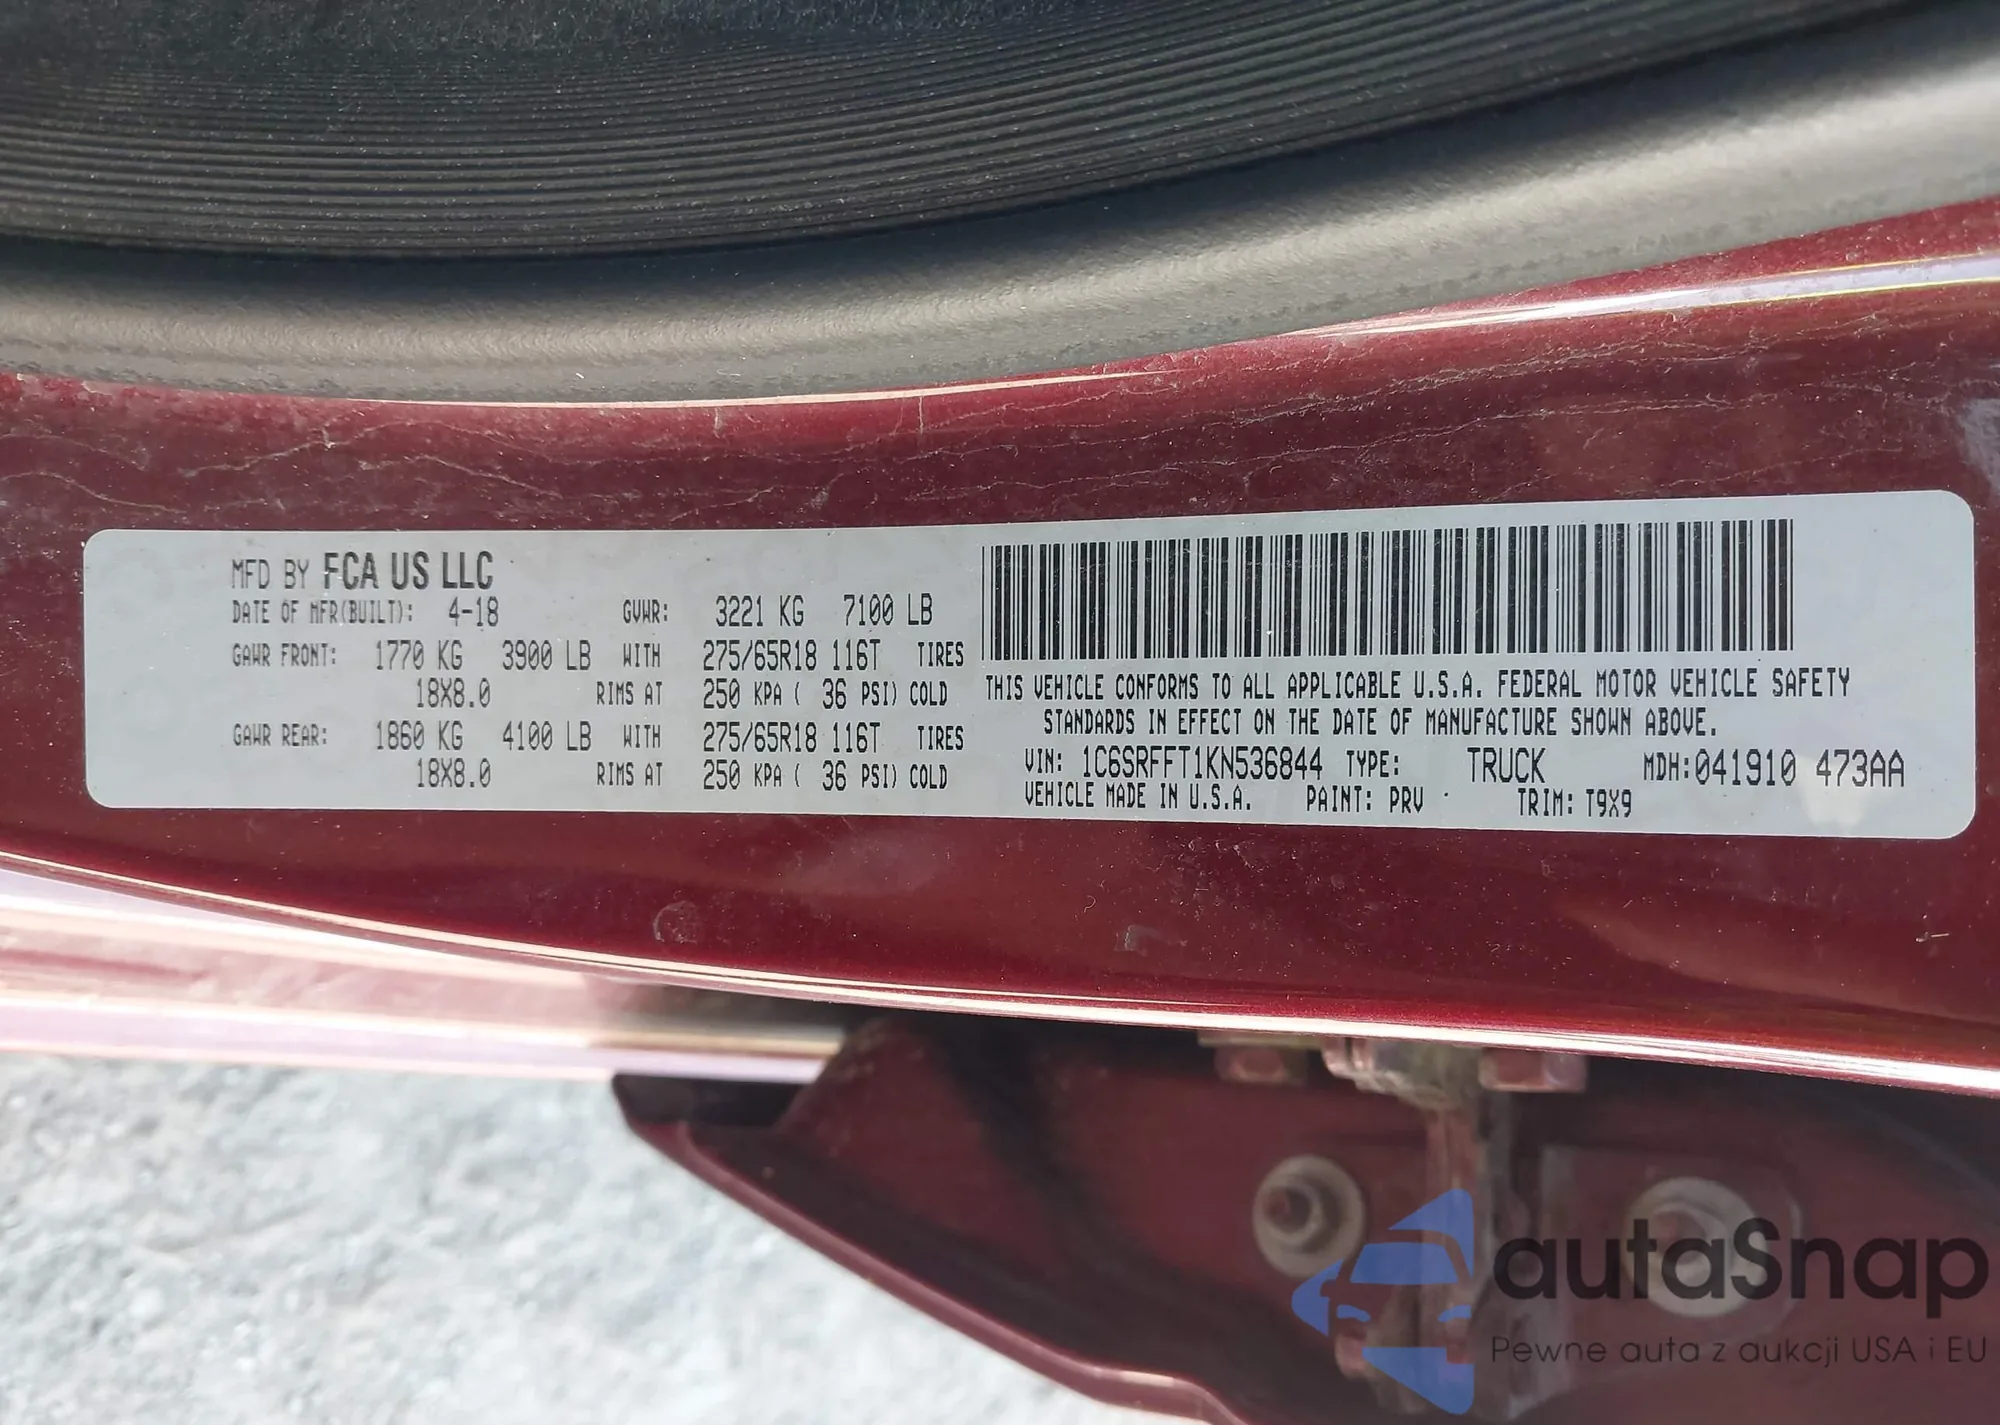 MFD BY FCA US LLC
DATE OF MFR(BUILT): 4-18 GVWR: 3221 KG 7100 LB
GAWR FRONT: 1770 KG 3900 LB WITH 275/65R18 116T TIRES
18X8.0 RIMS AT 250 KPA ( 36 PSI) COLD
GAWR REAR: 1860 KG 4100 LB WITH 275/65R18 116T TIRES
18X8.0 RIMS AT 250 KPA ( 36 PSI) COLD
THIS VEHICLE CONFORMS TO ALL APPLICABLE U.S.A. FEDERAL MOTOR VEHICLE SAFETY
STANDARDS IN EFFECT ON THE DATE OF MANUFACTURE SHOWN ABOVE.
VIN: 1C6SRFFT1KN536844 TYPE: TRUCK MDH:041910 473AA
VEHICLE MADE IN U.S.A. PAINT: PRV TRIM: T9X9
autaSnap
Pewne auta z aukcji USA i EU